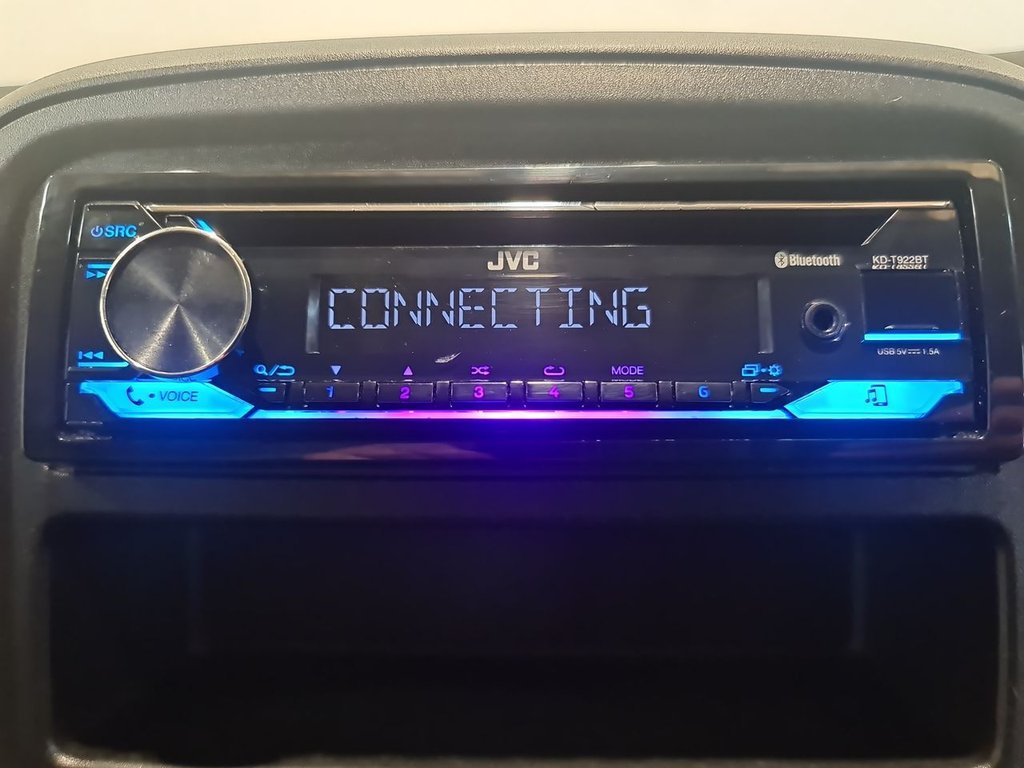 SRC
JVC
Bluetooth
KD-T922BT
CONNECTING
USB 5V 1.5A
MODE
VOICE
1 2 3 4 5 6